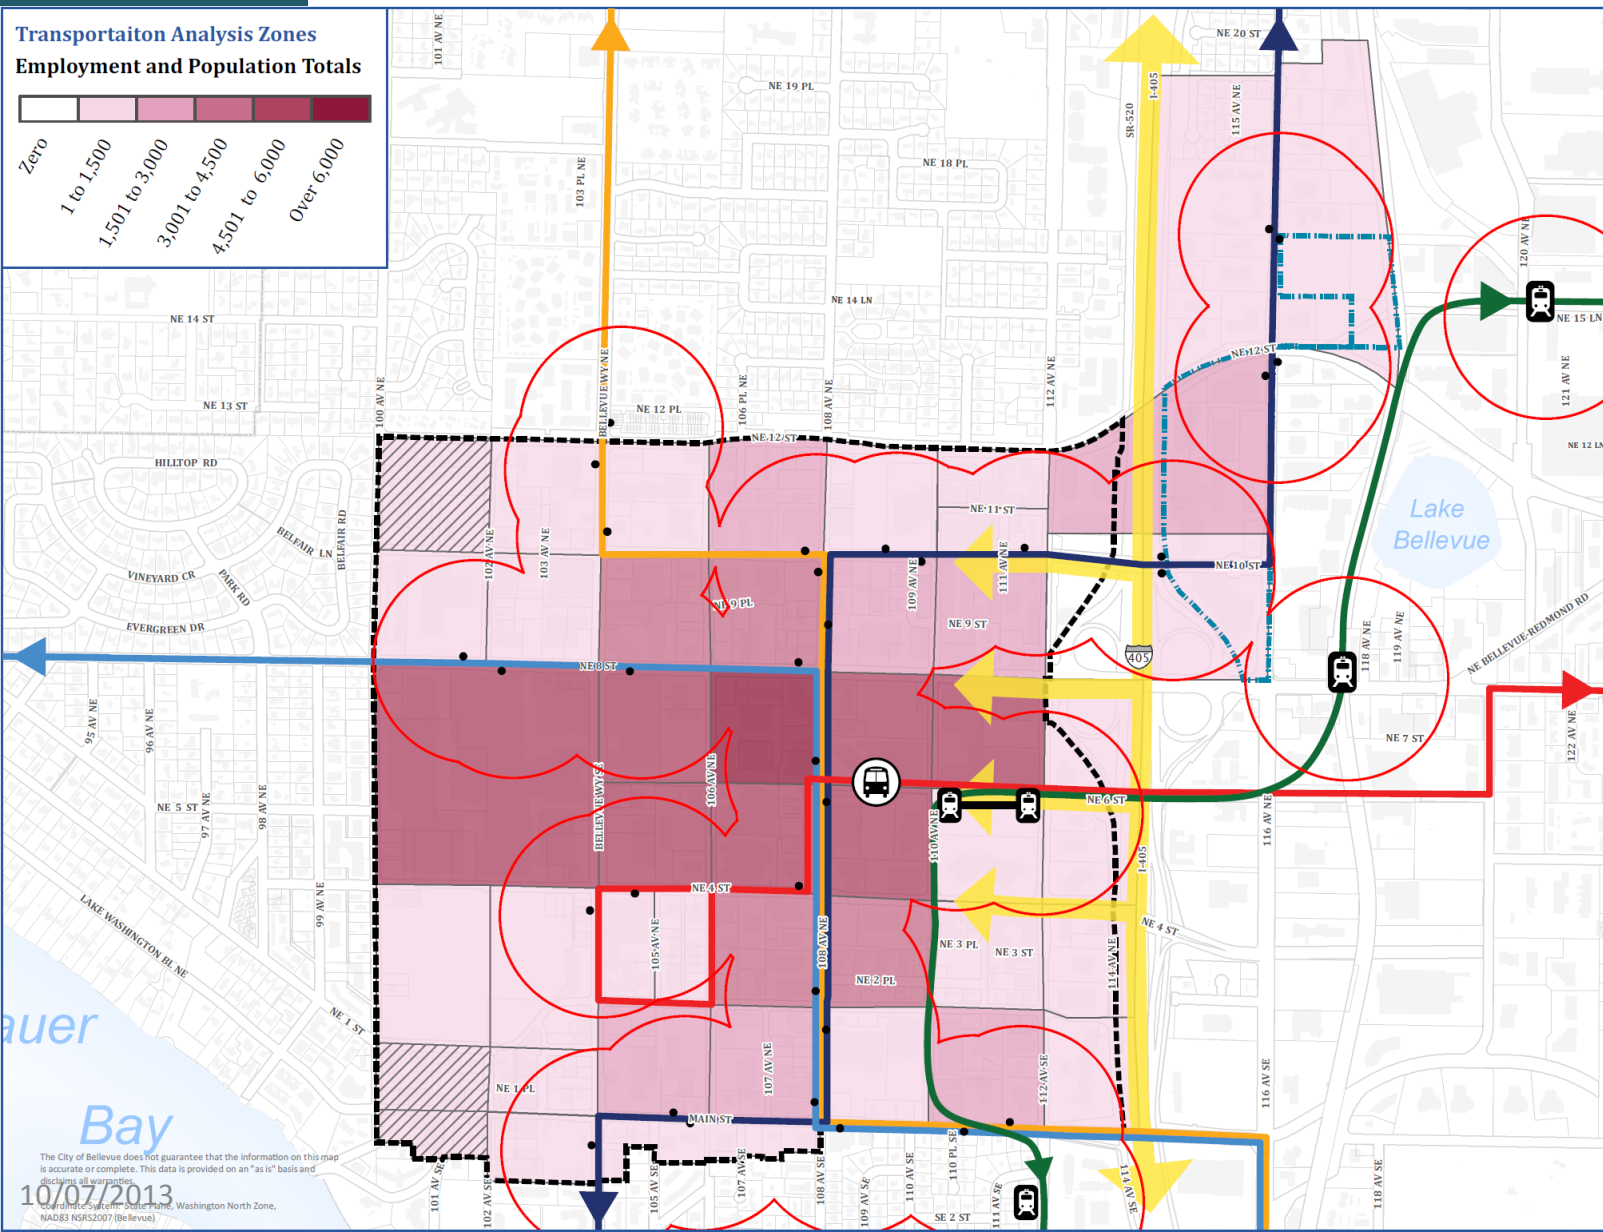 Transportaiton Analysis Zones
Employment and Population Totals
Zero
1 to 1,500
1,501 to 3,000
3,001 to 4,500
4,501 to 6,000
Over 6,000
101 AV NE
NE 20 ST
NE 19 PL
I-405
SR-520
115 AV NE
103 PL NE
NE 18 PL
120 AV NE
NE 14 LN
NE 14 ST
NE 15 LN
NE 12 ST
BELLEVUE WY NE
100 AV NE
106 PL NE
108 AV NE
112 AV NE
121 AV NE
NE 13 ST
NE 12 PL
NE 12 ST
NE 12 LN
HILLTOP RD
BELFAIR LN
BELFAIR RD
NE 11 ST
Lake
Bellevue
102 AV NE
103 AV NE
109 AV NE
111 AV NE
NE 10 ST
VINEYARD CR
PARK RD
NE 9 PL
NE 9 ST
EVERGREEN DR
NE 8 ST
405
118 AV NE
119 AV NE
NE BELLEVUE-REDMOND RD
95 AV NE
96 AV NE
NE 7 ST
122 AV NE
106 AV NE
BELLEVUE WY SE
NE 5 ST
97 AV NE
98 AV NE
NE 6 ST
110 AV NE
116 AV NE
I-405
NE 4 ST
99 AV NE
LAKE WASHINGTON BL NE
105 AV NE
108 AV NE
NE 3 PL
NE 3 ST
NE 4 ST
114 AV NE
NE 2 PL
NE 1 ST
auer
Bay
NE 1 PL
107 AV NE
112 AV SE
116 AV SE
MAIN ST
101 AV SE
102 AV SE
105 AV SE
107 AV SE
108 AV SE
109 AV SE
110 AV SE
110 PL SE
111 AV SE
SE 2 ST
114 AV SE
118 AV SE
The City of Bellevue does not guarantee that the information on this map
is accurate or complete. This data is provided on an "as is" basis and
disclaims all warranties.
10/07/2013
Coordinate System: State Plane, Washington North Zone,
NAD83 NSRS2007 (Bellevue)